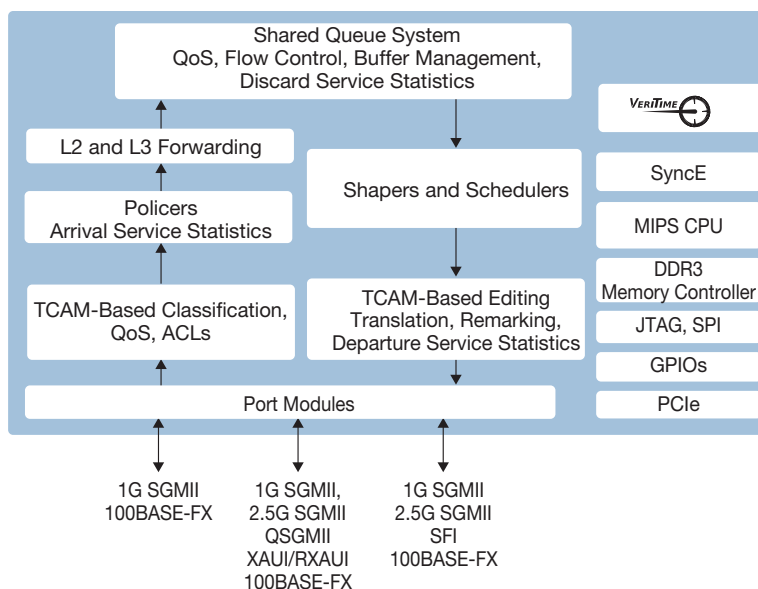 Shared Queue System
QoS, Flow Control, Buffer Management,
Discard Service Statistics
L2 and L3 Forwarding
Policers
Arrival Service Statistics
TCAM-Based Classification,
QoS, ACLs
Shapers and Schedulers
TCAM-Based Editing
Translation, Remarking,
Departure Service Statistics
Port Modules
VERITIME
SyncE
MIPS CPU
DDR3
Memory Controller
JTAG, SPI
GPIOs
PCIe
1G SGMII
100BASE-FX
1G SGMII,
2.5G SGMII
QSGMII
XAUI/RXAUI
100BASE-FX
1G SGMII
2.5G SGMII
SFI
100BASE-FX